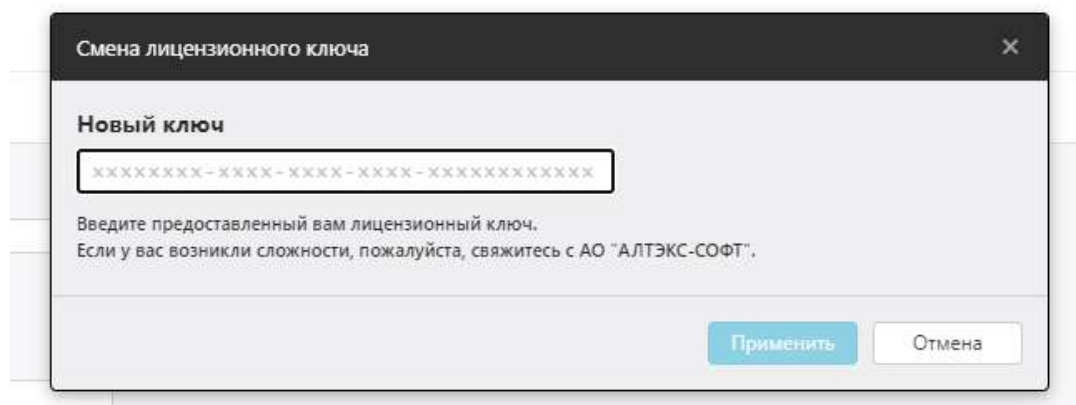 Смена лицензионного ключа
Новый ключ
xxxxxxxx-xxxx-xxxx-xxxx-xxxxxxxxxxxx
Введите предоставленный вам лицензионный ключ.
Если у вас возникли сложности, пожалуйста, свяжитесь с АО "АЛТЭКС-СОФТ".
Применить
Отмена